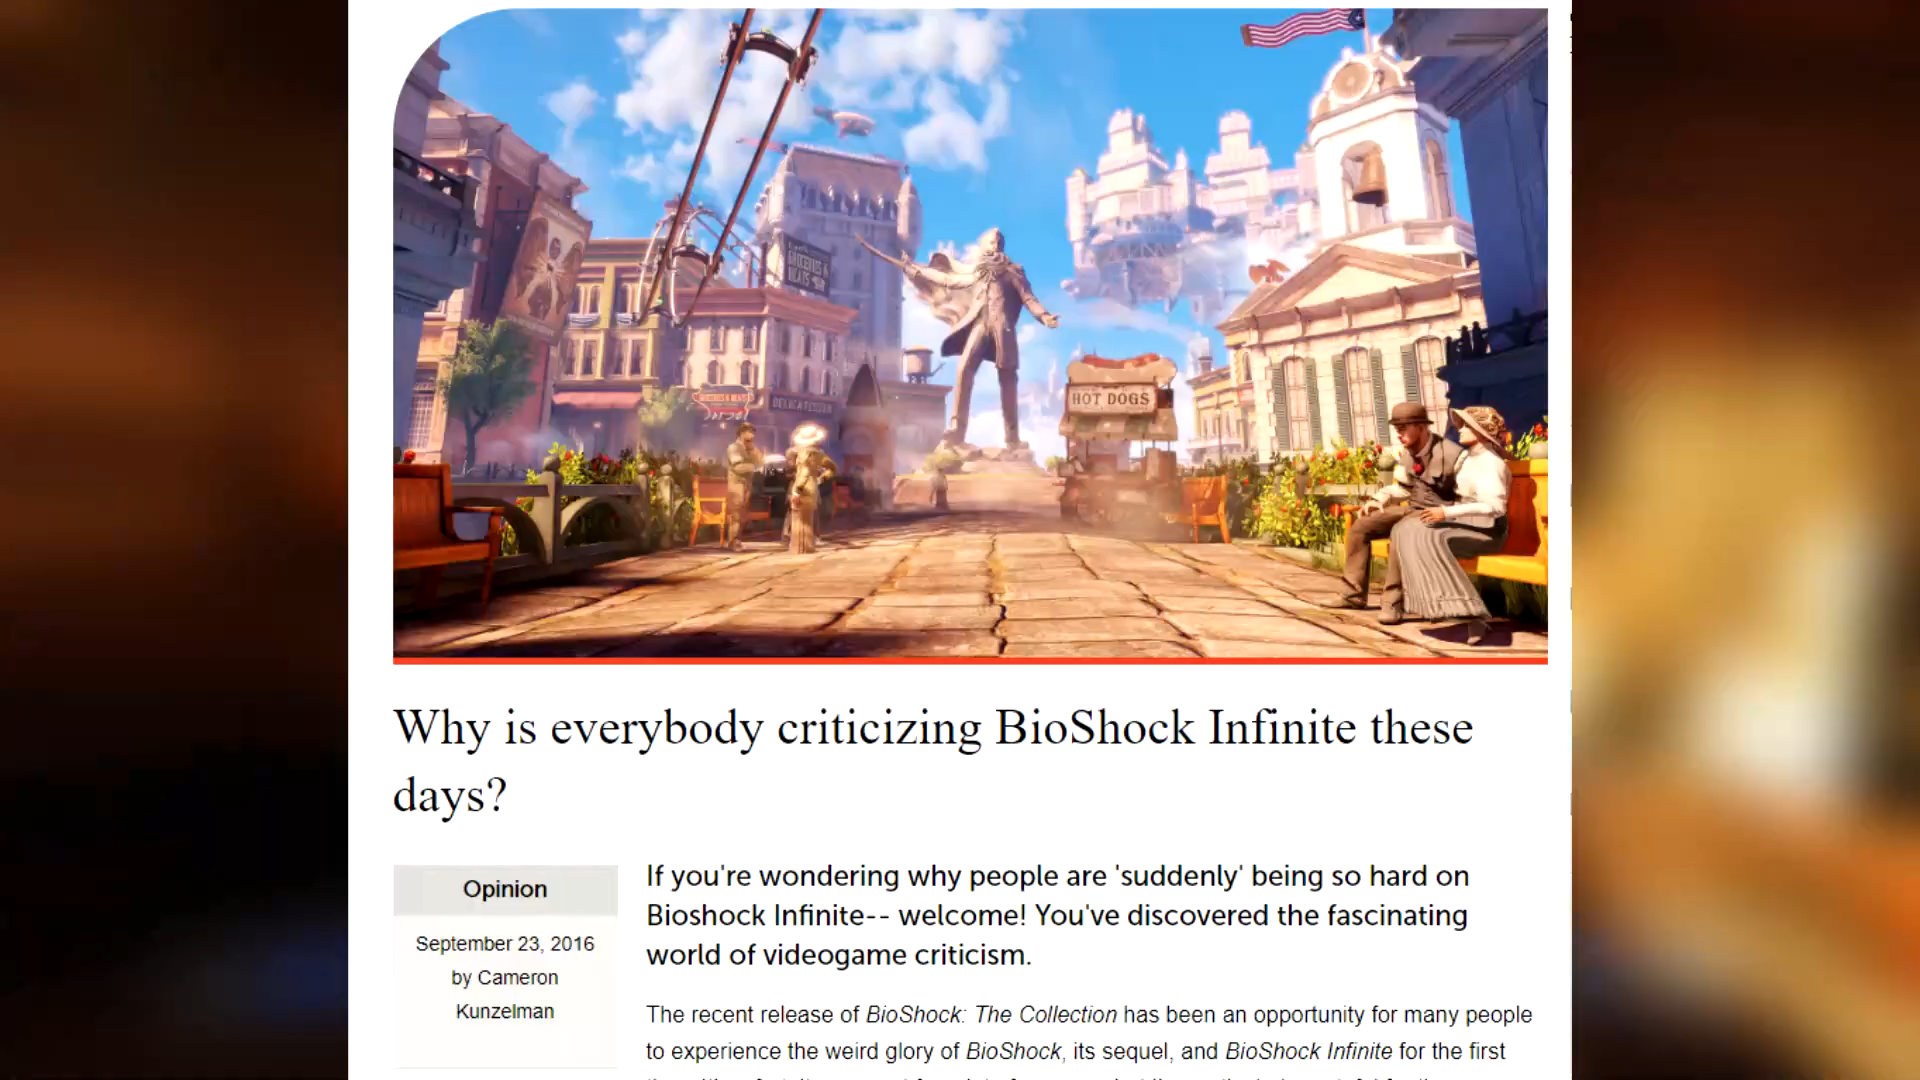 GROCERIES &
MEATS
DELICATESSEN
HOT DOGS
Why is everybody criticizing BioShock Infinite these
days?
Opinion
September 23, 2016
by Cameron
Kunzelman
If you're wondering why people are 'suddenly' being so hard on
Bioshock Infinite-- welcome! You've discovered the fascinating
world of videogame criticism.
The recent release of BioShock: The Collection has been an opportunity for many people
to experience the weird glory of BioShock, its sequel, and BioShock Infinite for the first